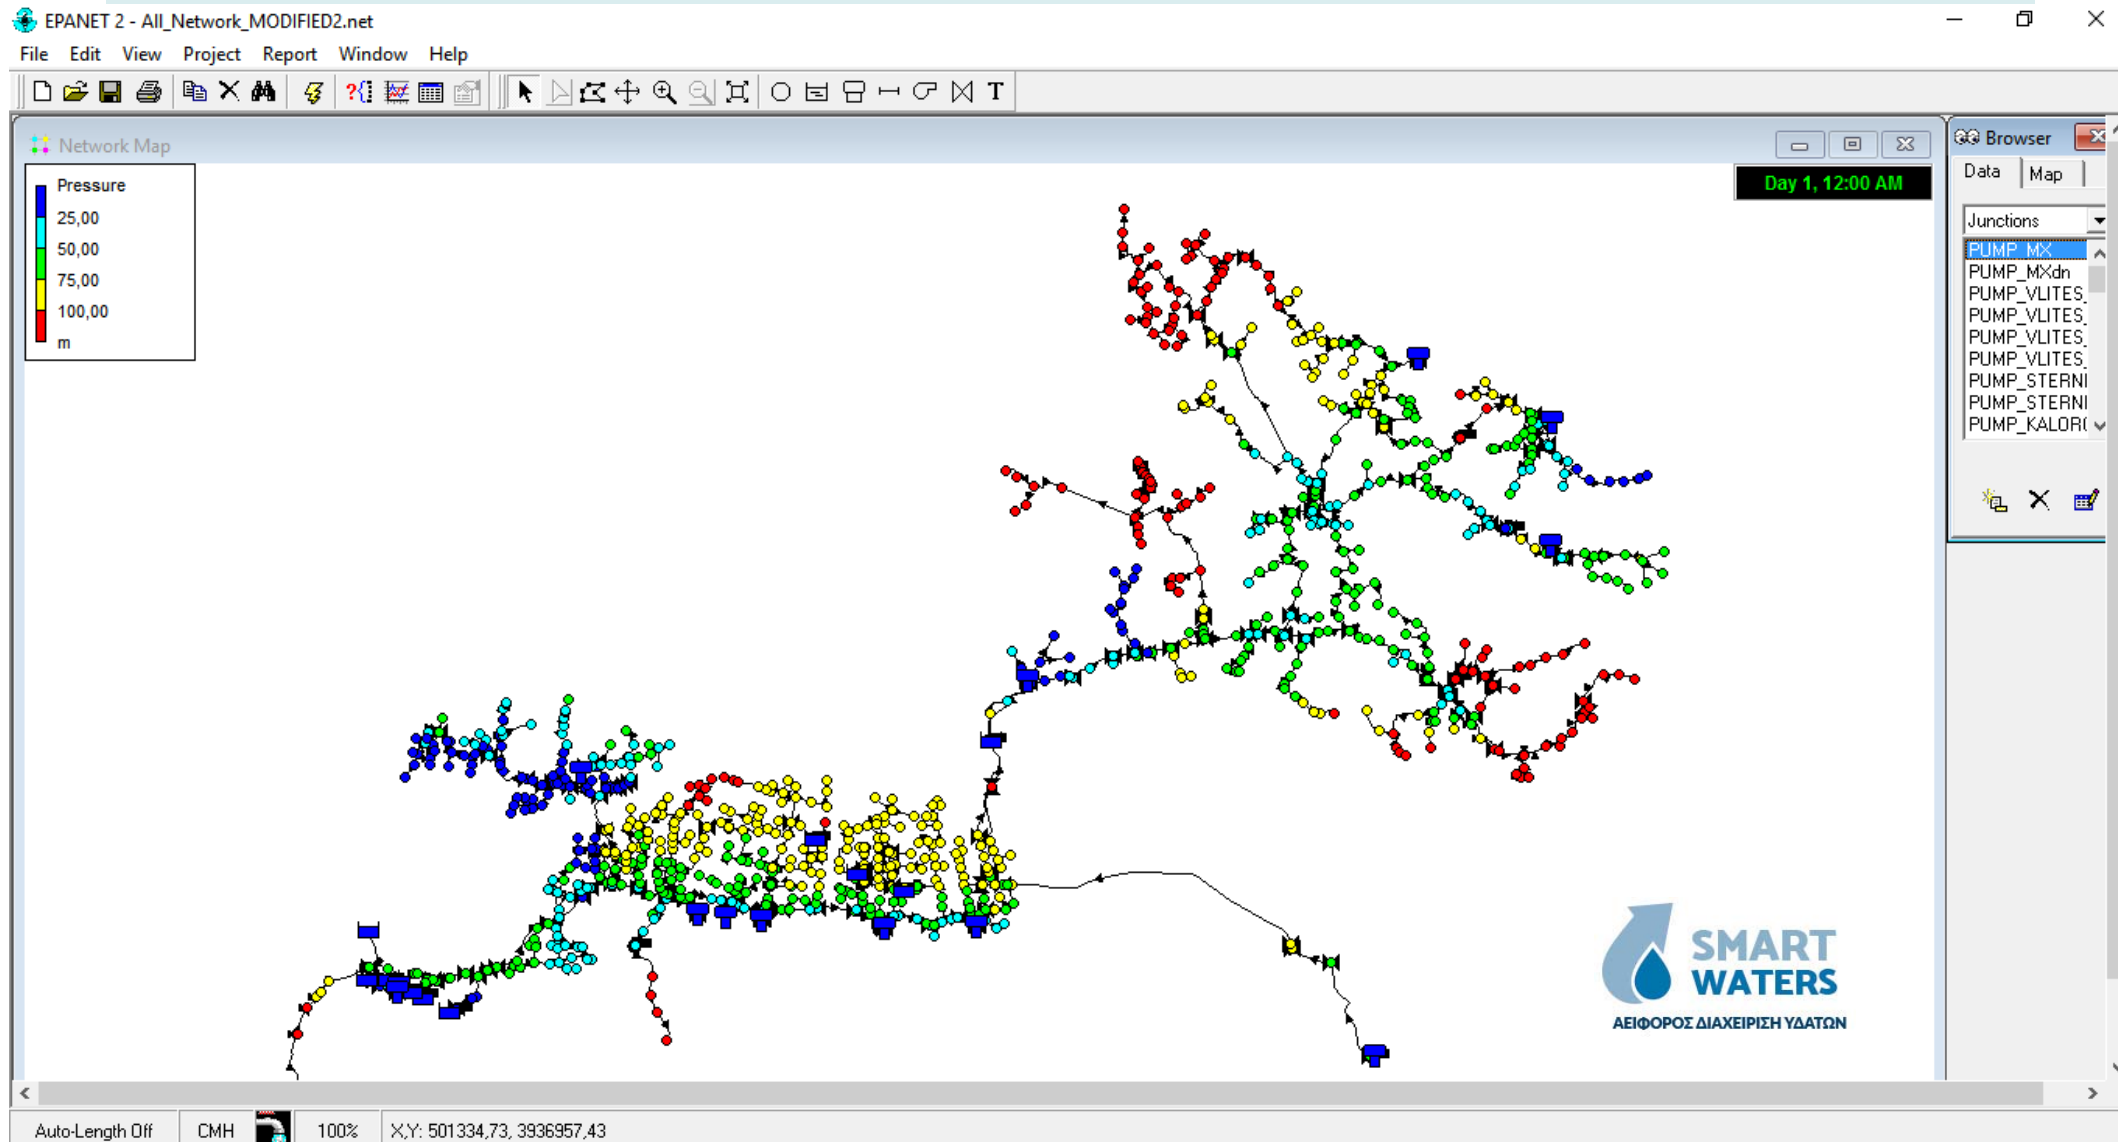 EPANET 2 - All_Network_MODIFIED2.net
File Edit View Project Report Window Help
T
Network Map
Pressure
25,00
50,00
75,00
100,00
m
Day 1, 12:00 AM
Browser
Data Map
Junctions
PUMP_MX
PUMP_MXdn
PUMP_VLITES_
PUMP_VLITES_
PUMP_VLITES_
PUMP_VLITES_
PUMP_STERNI
PUMP_STERNI
PUMP_KALOR
SMART
WATERS
ΑΕΙΦΟΡΟΣ ΔΙΑΧΕΙΡΙΣΗ ΥΔΑΤΩΝ
Auto-Length Off CMH 100% X,Y: 501334,73, 3936957,43